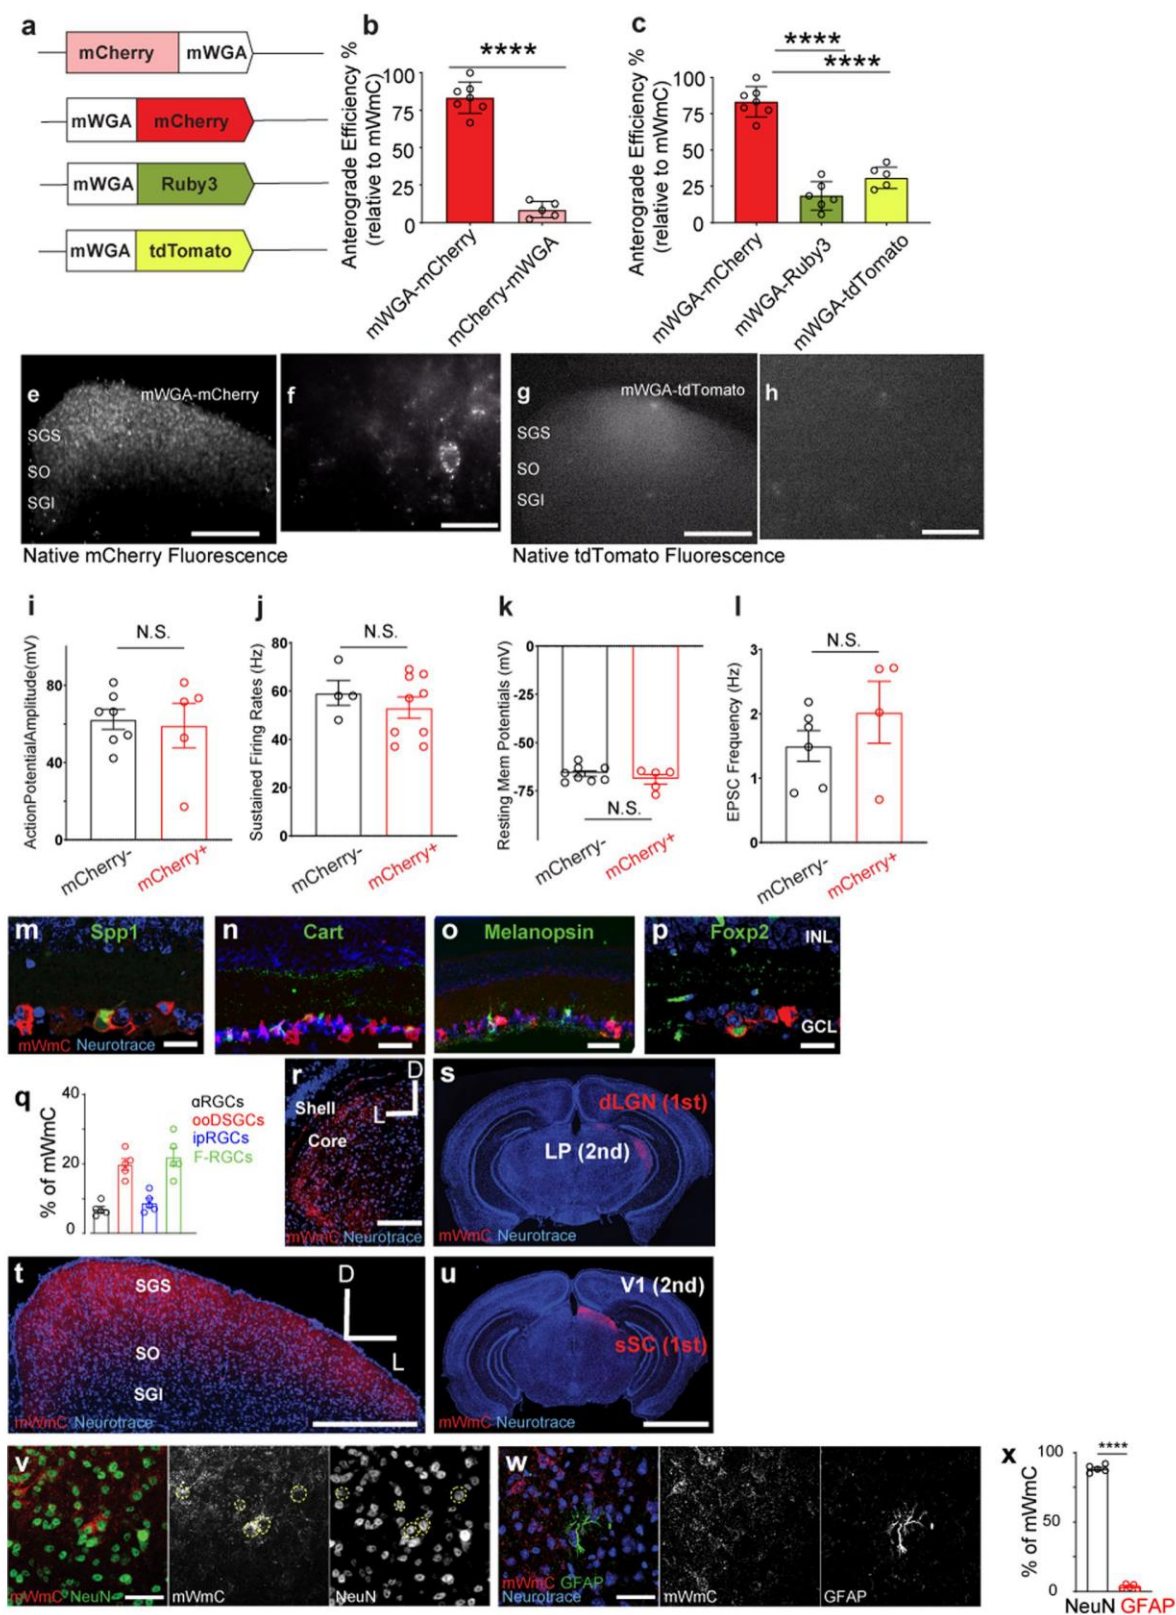 a
mCherry mWGA
mWGA mCherry
mWGA Ruby3
mWGA tdTomato
b
Anterograde Efficiency %
(relative to mWmC)
****
100
75
50
25
0
mWGA-mCherry
mCherry-mWGA
c
Anterograde Efficiency %
(relative to mWmC)
****
****
100
75
50
25
0
mWGA-mCherry
mWGA-Ruby3
mWGA-tdTomato
e
mWGA-mCherry
SGS
SO
SGI
f
Native mCherry Fluorescence
g
mWGA-tdTomato
SGS
SO
SGI
h
Native tdTomato Fluorescence
i
ActionPotentialAmplitude(mV)
N.S.
80
40
0
mCherry-
mCherry+
j
Sustained Firing Rates (Hz)
N.S.
80
60
40
20
0
mCherry-
mCherry+
k
Resting Mem Potentials (mV)
0
-25
-50
-75
N.S.
mCherry-
mCherry+
l
EPSC Frequency (Hz)
N.S.
3
2
1
0
mCherry-
mCherry+
m
Spp1
mWmC Neurotrace
n
Cart
o
Melanopsin
p
Foxp2
INL
GCL
q
% of mWmC
40
20
0
αRGCs
ooDSGCs
ipRGCs
F-RGCs
r
D
L
Shell
Core
mWmC Neurotrace
s
dLGN (1st)
LP (2nd)
mWmC Neurotrace
t
SGS
D
SO
L
SGI
mWmC Neurotrace
u
V1 (2nd)
sSC (1st)
mWmC Neurotrace
v
mWmC NeuN
mWmC
NeuN
w
mWmC GFAP
Neurotrace
mWmC
GFAP
x
% of mWmC
****
100
50
0
NeuN GFAP